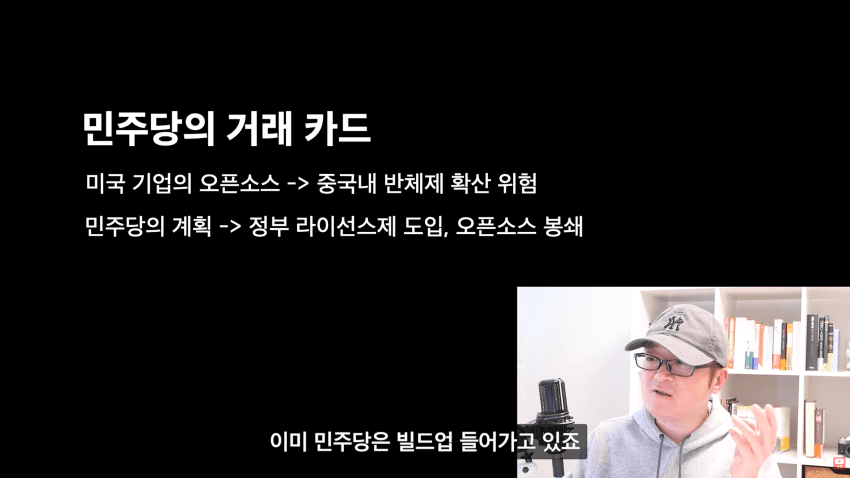 민주당의 거래 카드
미국 기업의 오픈소스 -> 중국내 반체제 확산 위험
민주당의 계획 -> 정부 라이선스제 도입, 오픈소스 봉쇄
이미 민주당은 빌드업 들어가고 있죠